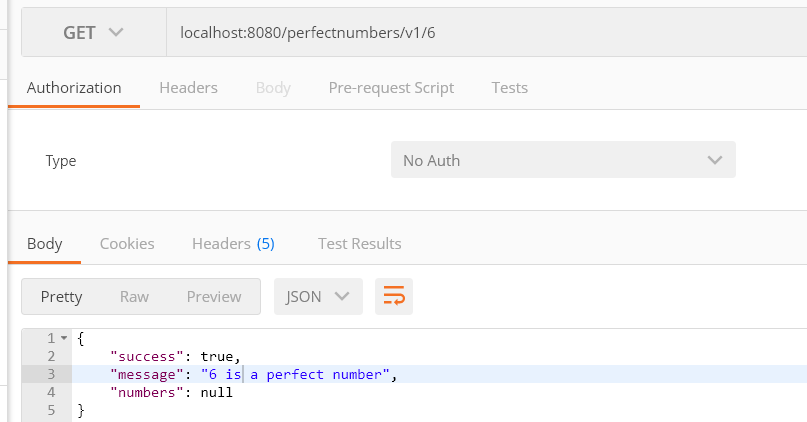 GET localhost:8080/perfectnumbers/v1/6
Authorization Headers Body Pre-request Script Tests
Type No Auth
Body Cookies Headers (5) Test Results
Pretty Raw Preview JSON
1 {
2 "success": true,
3 "message": "6 is a perfect number",
4 "numbers": null
5 }